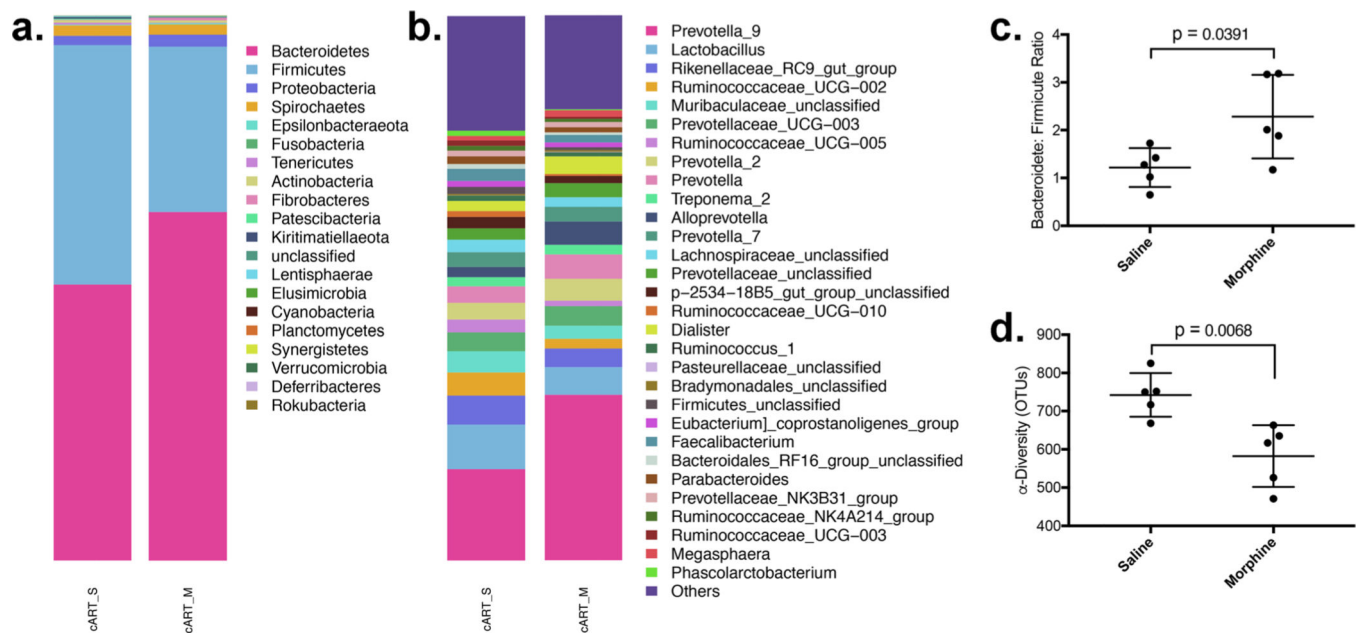 a.
Bacteroidetes
Firmicutes
Proteobacteria
Spirochaetes
Epsilonbacteraeota
Fusobacteria
Tenericutes
Actinobacteria
Fibrobacteres
Patescibacteria
Kiritimatiellaeota
unclassified
Lentisphaerae
Elusimicrobia
Cyanobacteria
Planctomycetes
Synergistetes
Verrucomicrobia
Deferribacteres
Rokubacteria
cART_S
cART_M
b.
Prevotella_9
Lactobacillus
Rikenellaceae_RC9_gut_group
Ruminococcaceae_UCG-002
Muribaculaceae_unclassified
Prevotellaceae_UCG-003
Ruminococcaceae_UCG-005
Prevotella_2
Prevotella
Treponema_2
Alloprevotella
Prevotella_7
Lachnospiraceae_unclassified
Prevotellaceae_unclassified
p-2534-18B5_gut_group_unclassified
Ruminococcaceae_UCG-010
Dialister
Ruminococcus_1
Pasteurellaceae_unclassified
Bradymonadales_unclassified
Firmicutes_unclassified
Eubacterium]_coprostanoligenes_group
Faecalibacterium
Bacteroidales_RF16_group_unclassified
Parabacteroides
Prevotellaceae_NK3B31_group
Ruminococcaceae_NK4A214_group
Ruminococcaceae_UCG-003
Megasphaera
Phascolarctobacterium
Others
cART_S
cART_M
c.
p = 0.0391
Bacteroidete: Firmicute Ratio
4
3
2
1
0
Saline
Morphine
d.
p = 0.0068
α-Diversity (OTUs)
900
800
700
600
500
400
Saline
Morphine